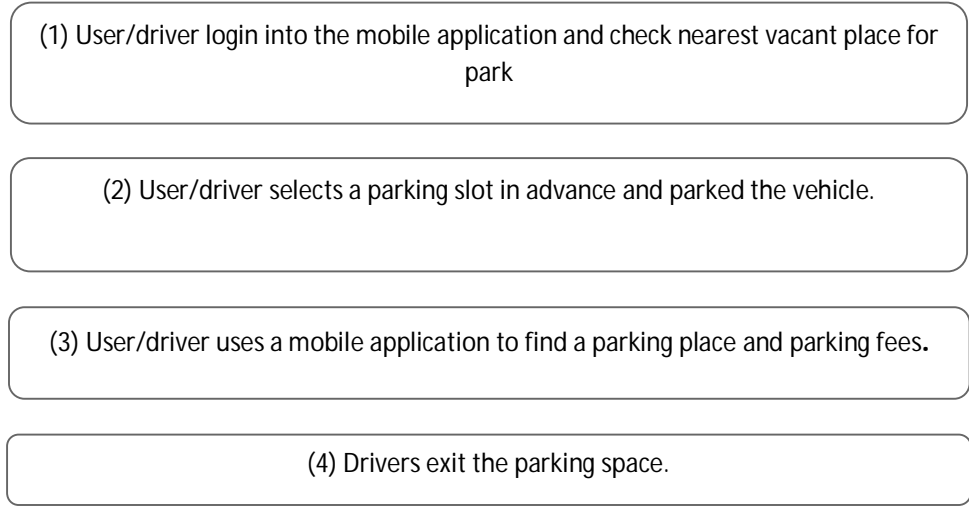 (1) User/driver login into the mobile application and check nearest vacant place for
park
(2) User/driver selects a parking slot in advance and parked the vehicle.
(3) User/driver uses a mobile application to find a parking place and parking fees.
(4) Drivers exit the parking space.